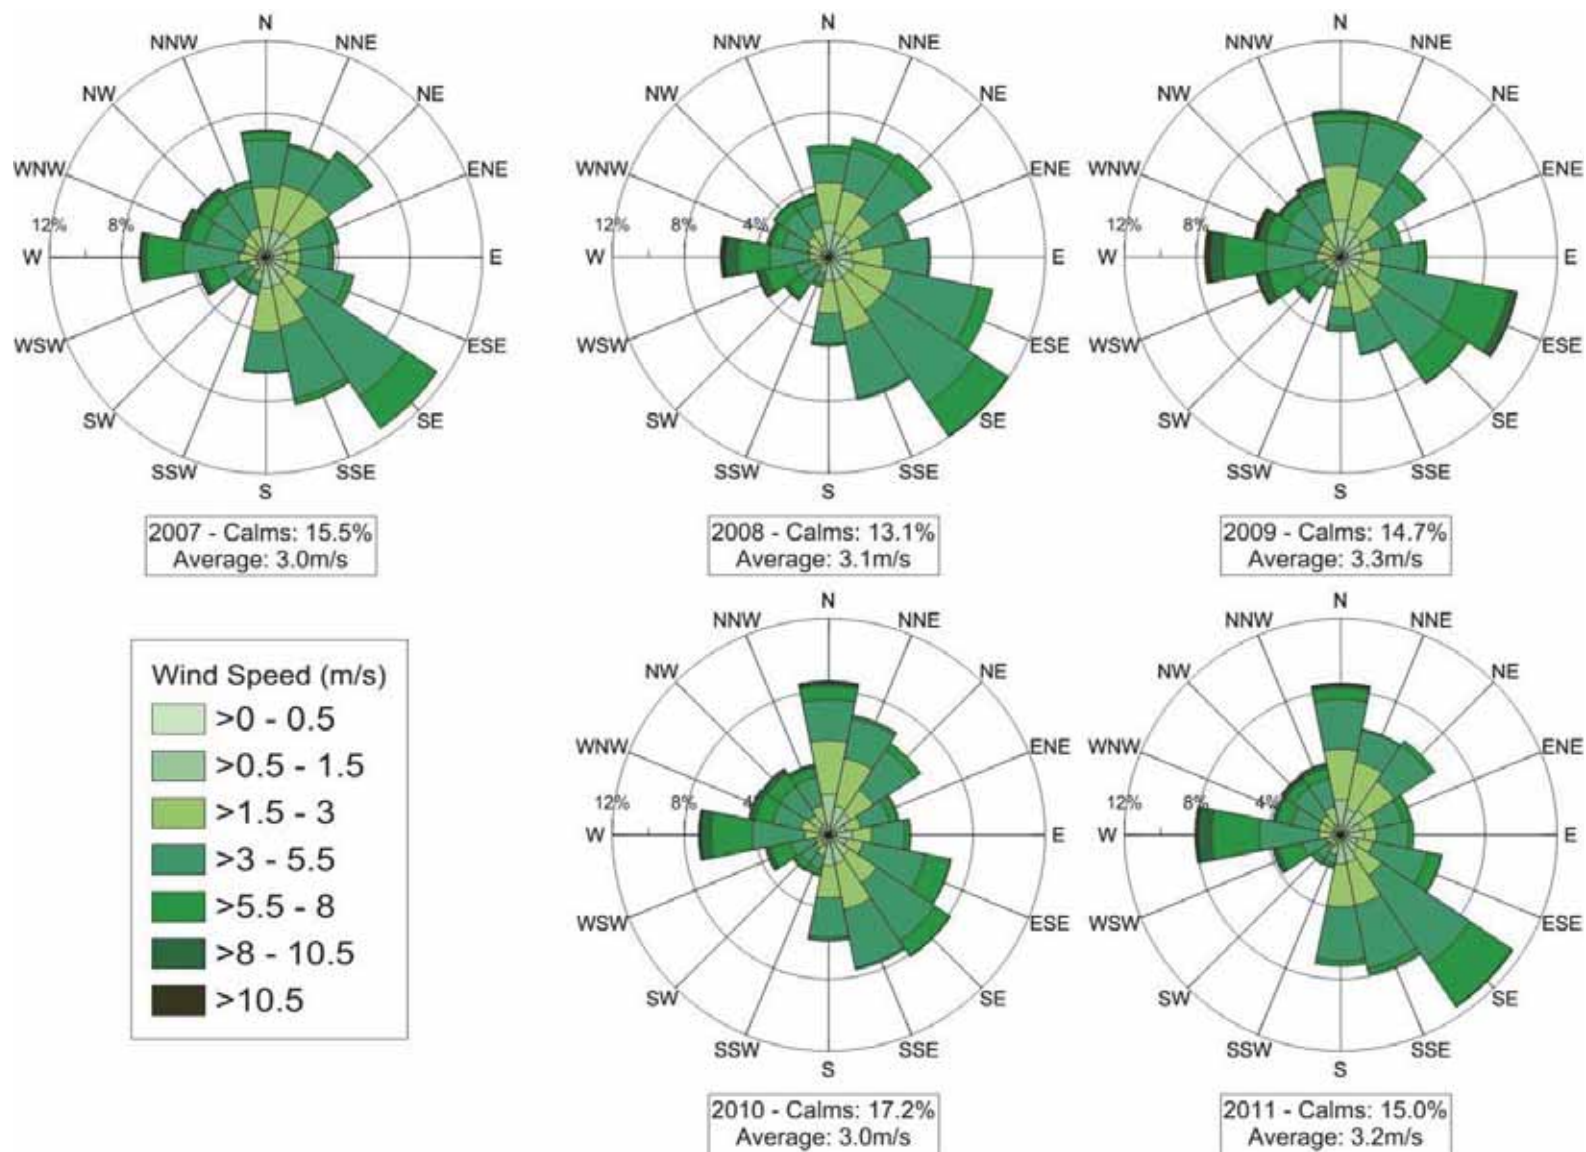 N
NNW NNE
NW NE
WNW ENE
12% 8%
W E
WSW ESE
SW SE
SSW SSE
S
2007 - Calms: 15.5%
Average: 3.0m/s
N
NNW NNE
NW NE
WNW ENE
12% 8% 4%
W E
WSW ESE
SW SE
SSW SSE
S
2008 - Calms: 13.1%
Average: 3.1m/s
N
NNW NNE
NW NE
WNW ENE
12% 8%
W E
WSW ESE
SW SE
SSW SSE
S
2009 - Calms: 14.7%
Average: 3.3m/s
Wind Speed (m/s)
>0 - 0.5
>0.5 - 1.5
>1.5 - 3
>3 - 5.5
>5.5 - 8
>8 - 10.5
>10.5
N
NNW NNE
NW NE
WNW ENE
12% 8% 4
W E
WSW ESE
SW SE
SSW SSE
S
2010 - Calms: 17.2%
Average: 3.0m/s
N
NNW NNE
NW NE
WNW ENE
12% 8% 4%
W E
WSW ESE
SW SE
SSW SSE
S
2011 - Calms: 15.0%
Average: 3.2m/s